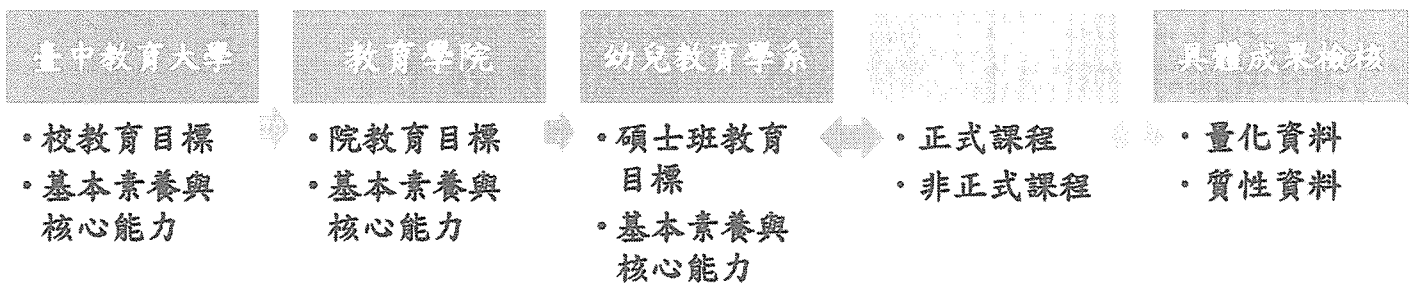 臺中教育大學
・校教育目標
・基本素養與
核心能力
教育學院
・院教育目標
・基本素養與
核心能力
幼兒教育學系
・碩士班教育
目標
・基本素養與
核心能力
・正式課程
・非正式課程
具體成果檢核
・量化資料
・質性資料